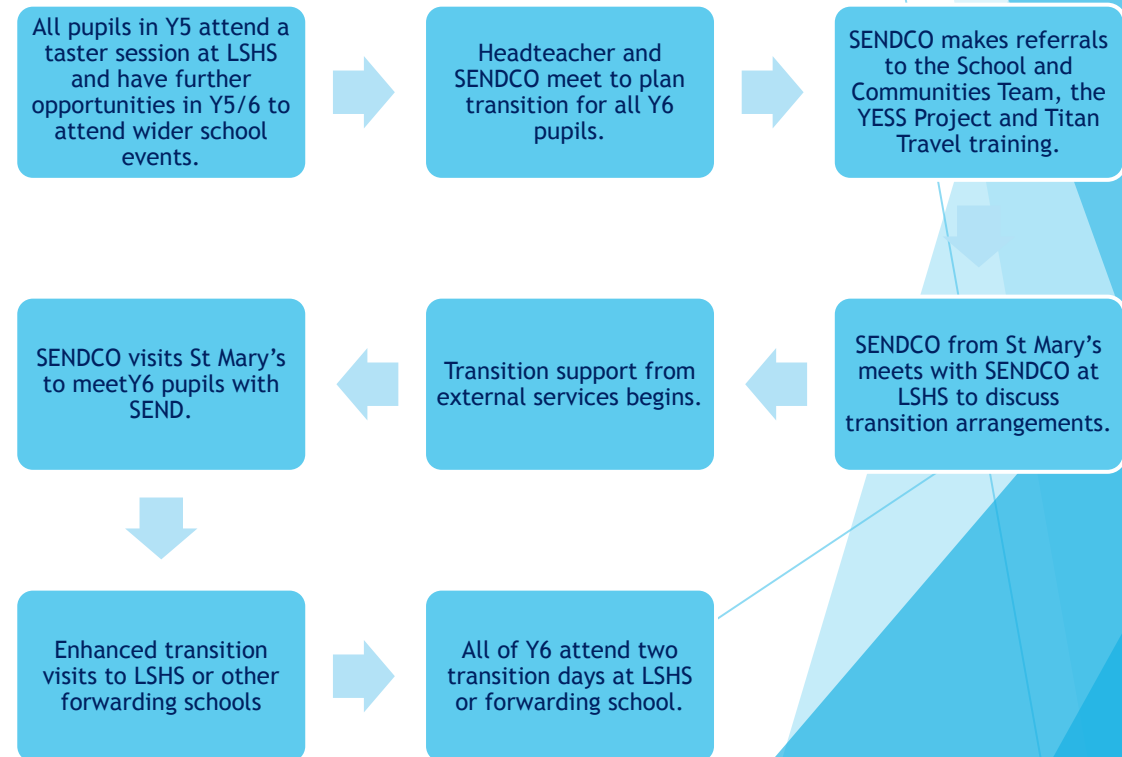 All pupils in Y5 attend a
taster session at LSHS
and have further
opportunities in Y5/6 to
attend wider school
events.
Headteacher and
SENDCO meet to plan
transition for all Y6
pupils.
SENDCO makes referrals
to the School and
Communities Team, the
YESS Project and Titan
Travel training.
SENDCO from St Mary’s
meets with SENDCO at
LSHS to discuss
transition arrangements.
Transition support from
external services begins.
SENDCO visits St Mary’s
to meetY6 pupils with
SEND.
Enhanced transition
visits to LSHS or other
forwarding schools
All of Y6 attend two
transition days at LSHS
or forwarding school.